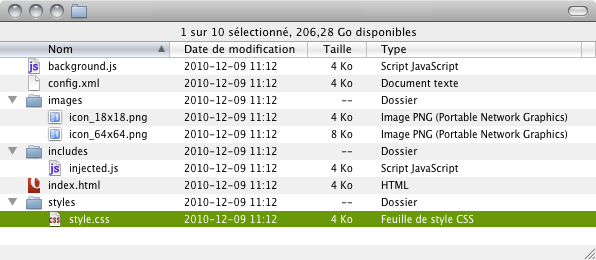 1 sur 10 sélectionné, 206,28 Go disponibles
Nom Date de modification Taille Type
background.js 2010-12-09 11:12 4 Ko Script JavaScript
config.xml 2010-12-09 11:12 4 Ko Document texte
images 2010-12-09 11:12 -- Dossier
icon_18x18.png 2010-12-09 11:12 4 Ko Image PNG (Portable Network Graphics)
icon_64x64.png 2010-12-09 11:12 8 Ko Image PNG (Portable Network Graphics)
includes 2010-12-09 11:12 -- Dossier
injected.js 2010-12-09 11:12 4 Ko Script JavaScript
index.html 2010-12-09 11:12 4 Ko HTML
styles 2010-12-09 11:12 -- Dossier
style.css 2010-12-09 11:12 4 Ko Feuille de style CSS